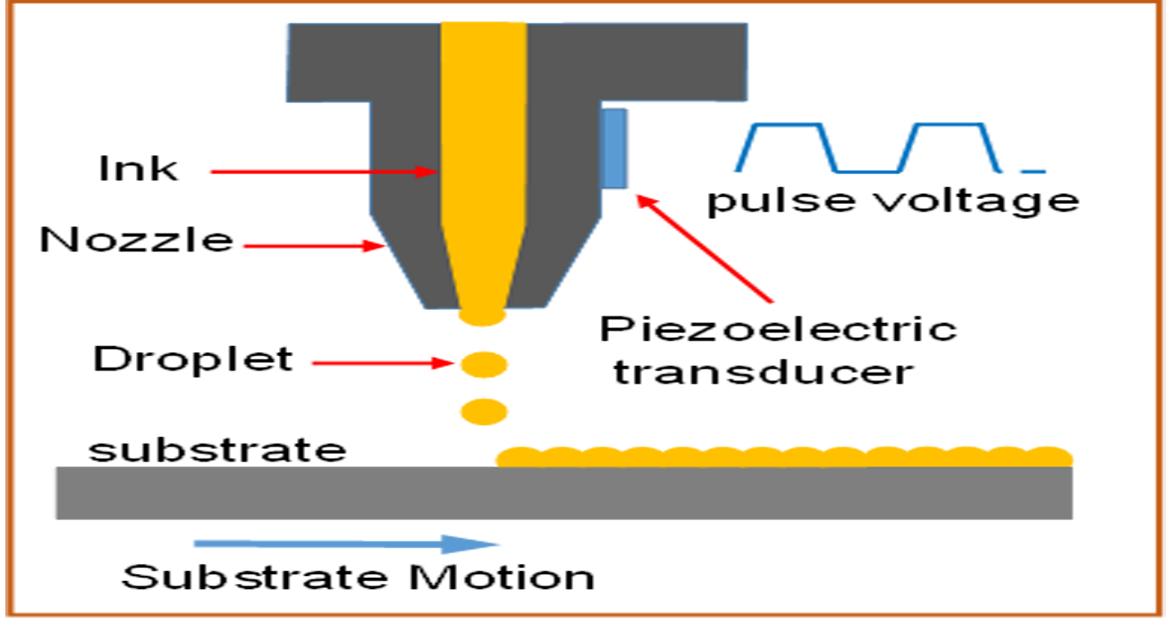 Ink
pulse voltage
Nozzle
Piezoelectric
transducer
Droplet
substrate
Substrate Motion